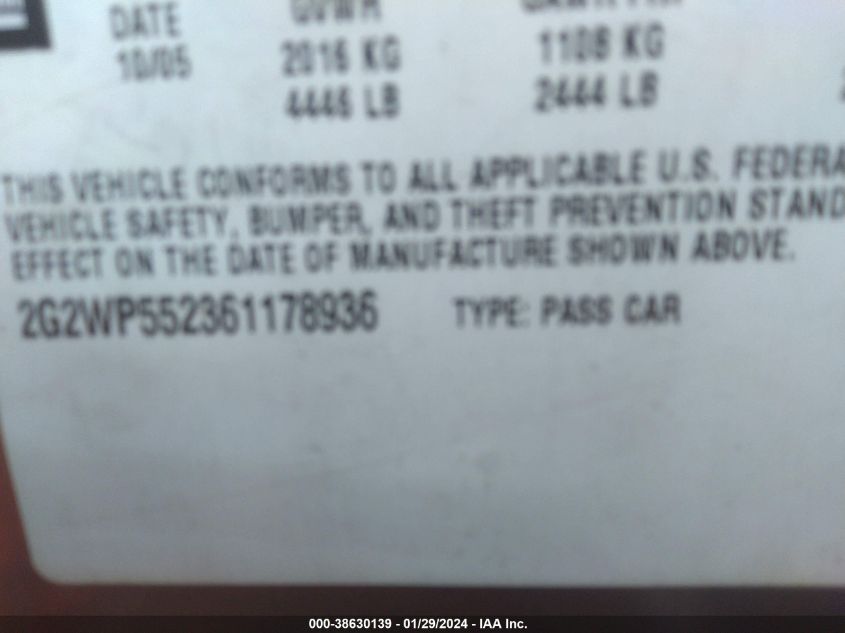 DATE GVWR
10/05 2016 KG 1108 KG
4446 LB 2444 LB
THIS VEHICLE CONFORMS TO ALL APPLICABLE U.S. FEDERA
VEHICLE SAFETY, BUMPER, AND THEFT PREVENTION STAND
EFFECT ON THE DATE OF MANUFACTURE SHOWN ABOVE.
2G2WP552361178936 TYPE: PASS CAR
000-38630139 - 01/29/2024 - IAA Inc.